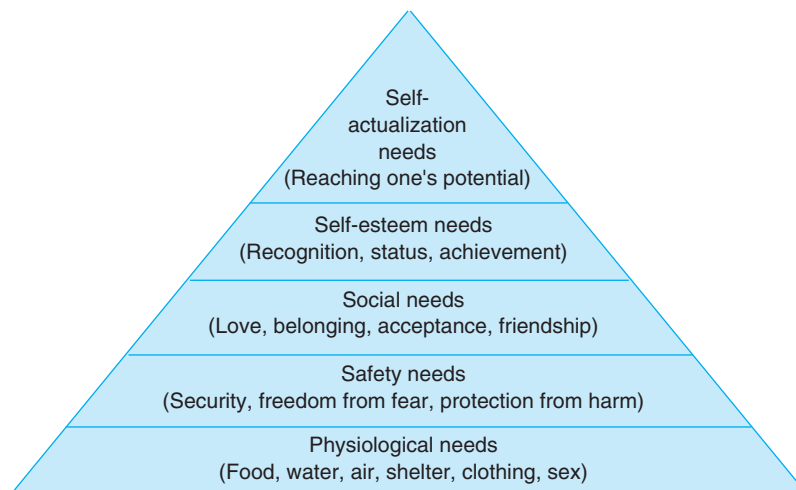 Self-
actualization
needs
(Reaching one's potential)
Self-esteem needs
(Recognition, status, achievement)
Social needs
(Love, belonging, acceptance, friendship)
Safety needs
(Security, freedom from fear, protection from harm)
Physiological needs
(Food, water, air, shelter, clothing, sex)